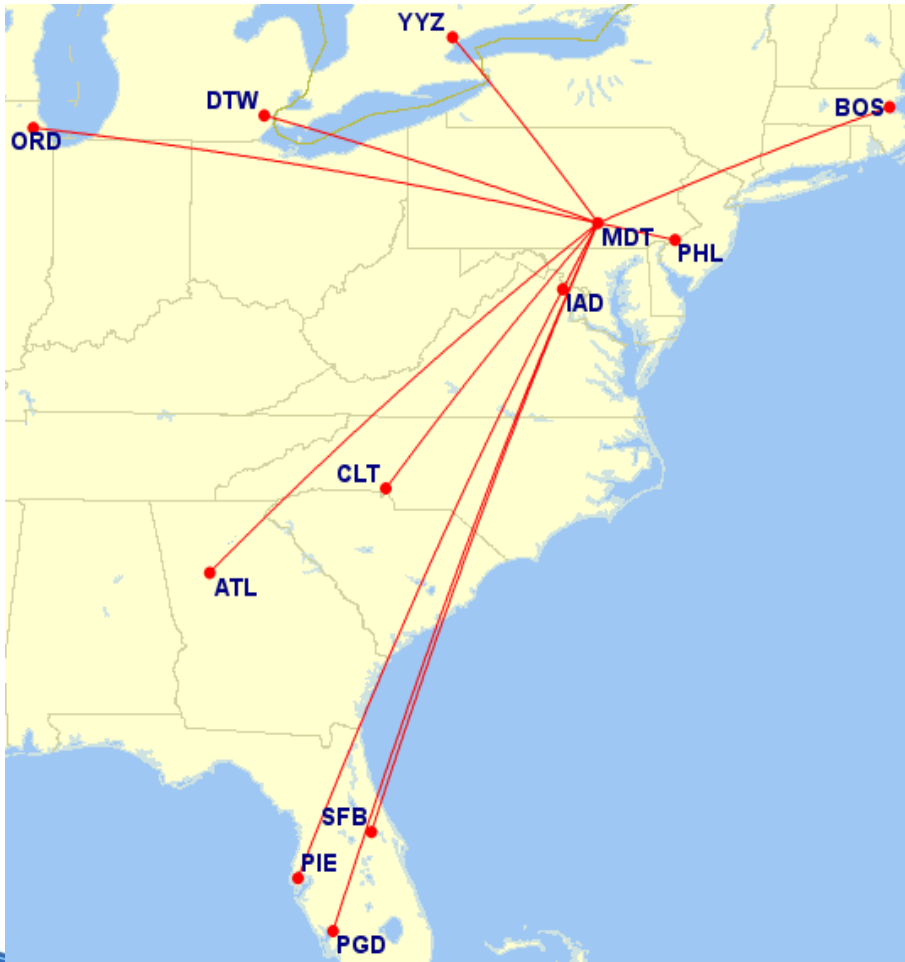 YYZ
DTW
BOS
ORD
MDT
PHL
IAD
CLT
ATL
SFB
PIE
PGD